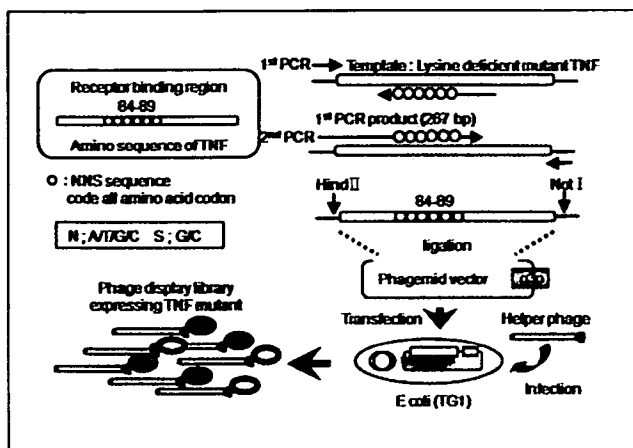 Receptor binding region
84-89
Amino sequence of TNF
O : NNS sequence
code all amino acid codon
N ; A/T/G/C S ; G/C
1st PCR
Template : Lysine deficient mutant TNF
1st PCR product (267 bp)
2nd PCR
Hind II
Not I
84-89
ligation
Phagemid vector
g3p
Transfection
Helper phage
Infection
E coli (TG1)
Phage display library
expressing TNF mutant